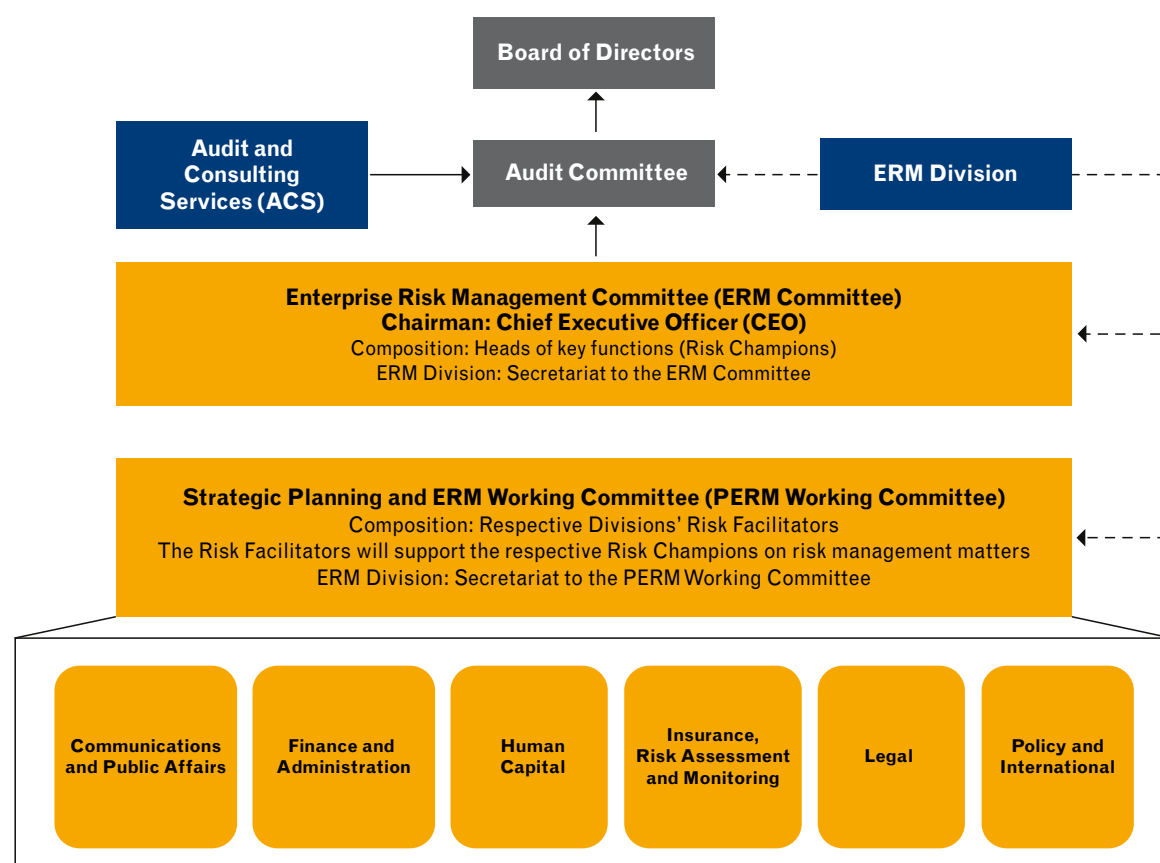 Board of Directors
Audit and
Consulting
Services (ACS)
Audit Committee
ERM Division
Enterprise Risk Management Committee (ERM Committee)
Chairman: Chief Executive Officer (CEO)
Composition: Heads of key functions (Risk Champions)
ERM Division: Secretariat to the ERM Committee
Strategic Planning and ERM Working Committee (PERM Working Committee)
Composition: Respective Divisions’ Risk Facilitators
The Risk Facilitators will support the respective Risk Champions on risk management matters
ERM Division: Secretariat to the PERM Working Committee
Communications
and Public Affairs
Finance and
Administration
Human
Capital
Insurance,
Risk Assessment
and Monitoring
Legal
Policy and
International